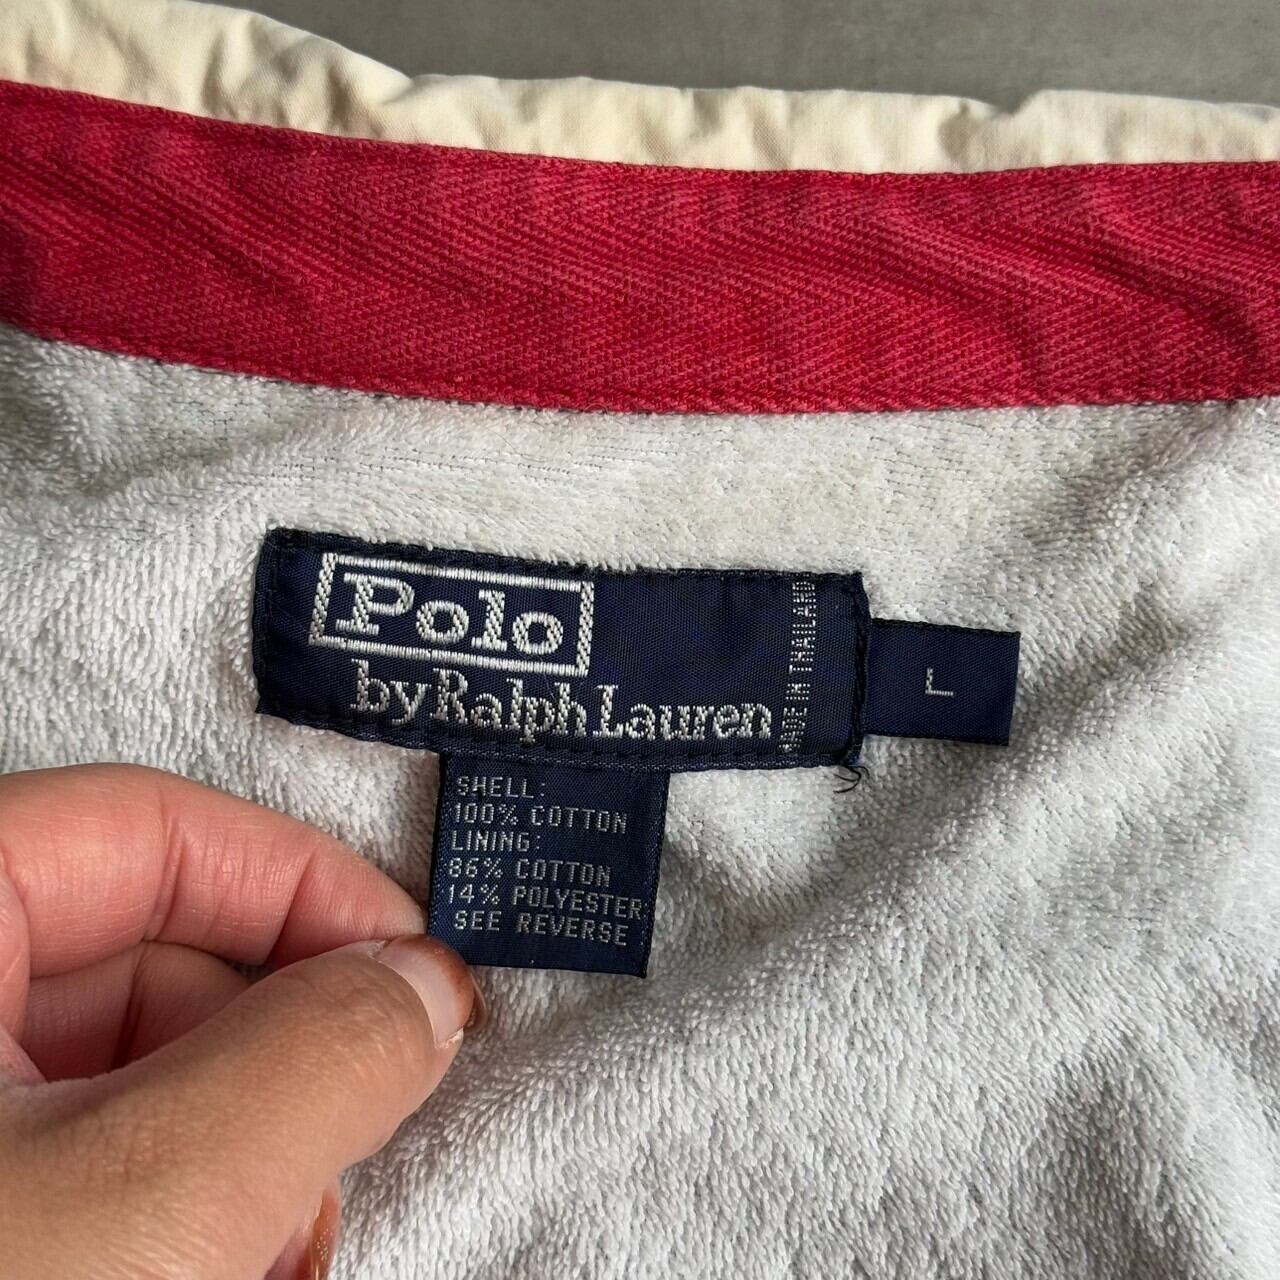 Polo
by Ralph Lauren
MADE IN THAILAND
L
SHELL:
100% COTTON
LINING:
86% COTTON
14% POLYESTER
SEE REVERSE